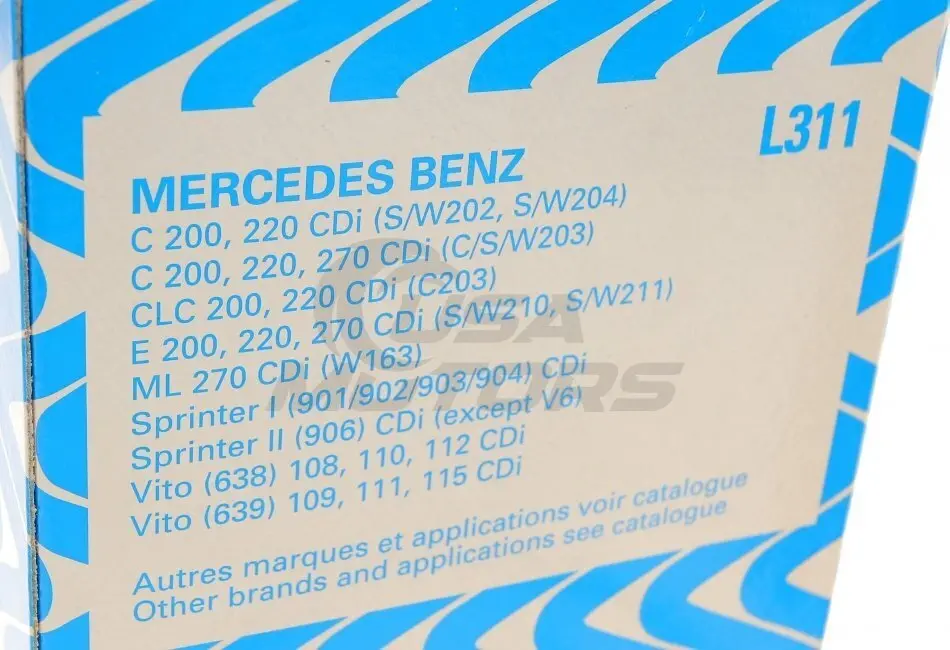 L311
MERCEDES BENZ
C 200, 220 CDi (S/W202, S/W204)
C 200, 220, 270 CDi (C/S/W203)
CLC 200, 220 CDi (C203)
E 200, 220, 270 CDi (S/W210, S/W211)
ML 270 CDi (W163)
Sprinter I (901/902/903/904) CDi
Sprinter II (906) CDi (except V6)
Vito (638) 108, 110, 112 CDi
Vito (639) 109, 111, 115 CDi
Autres marques et applications voir catalogue
Other brands and applications see catalogue
USA
MOTORS